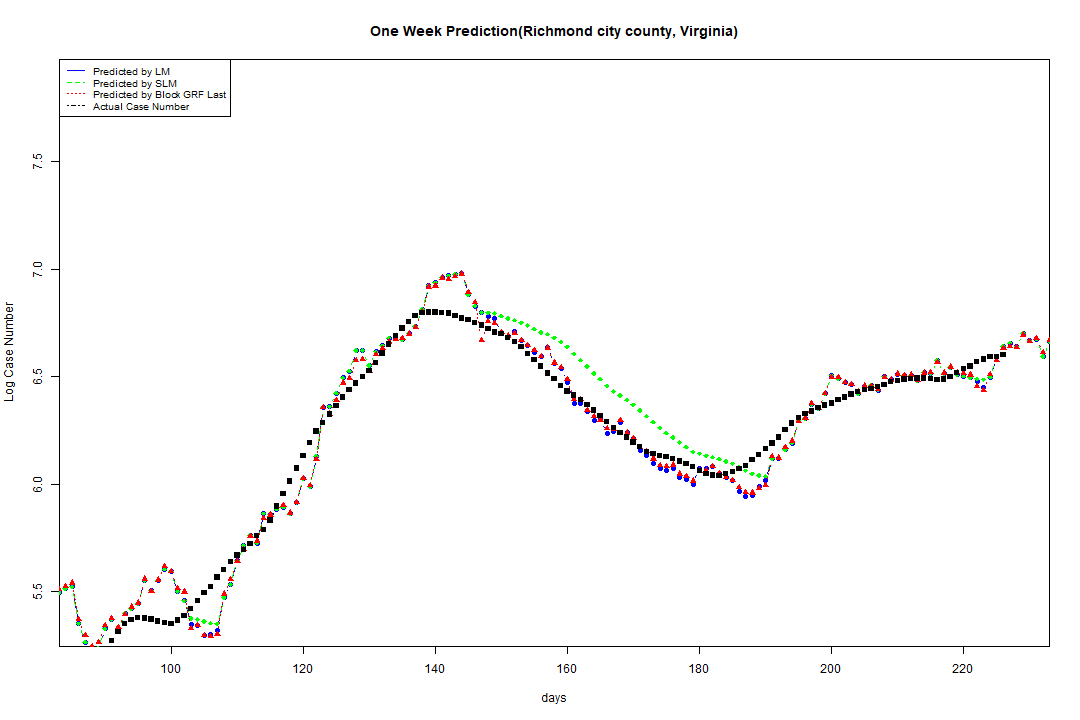 One Week Prediction(Richmond city county, Virginia)
Predicted by LM
Predicted by SLM
Predicted by Block GRF Last
Actual Case Number
Log Case Number
7.5
7.0
6.5
6.0
5.5
100 120 140 160 180 200 220
days